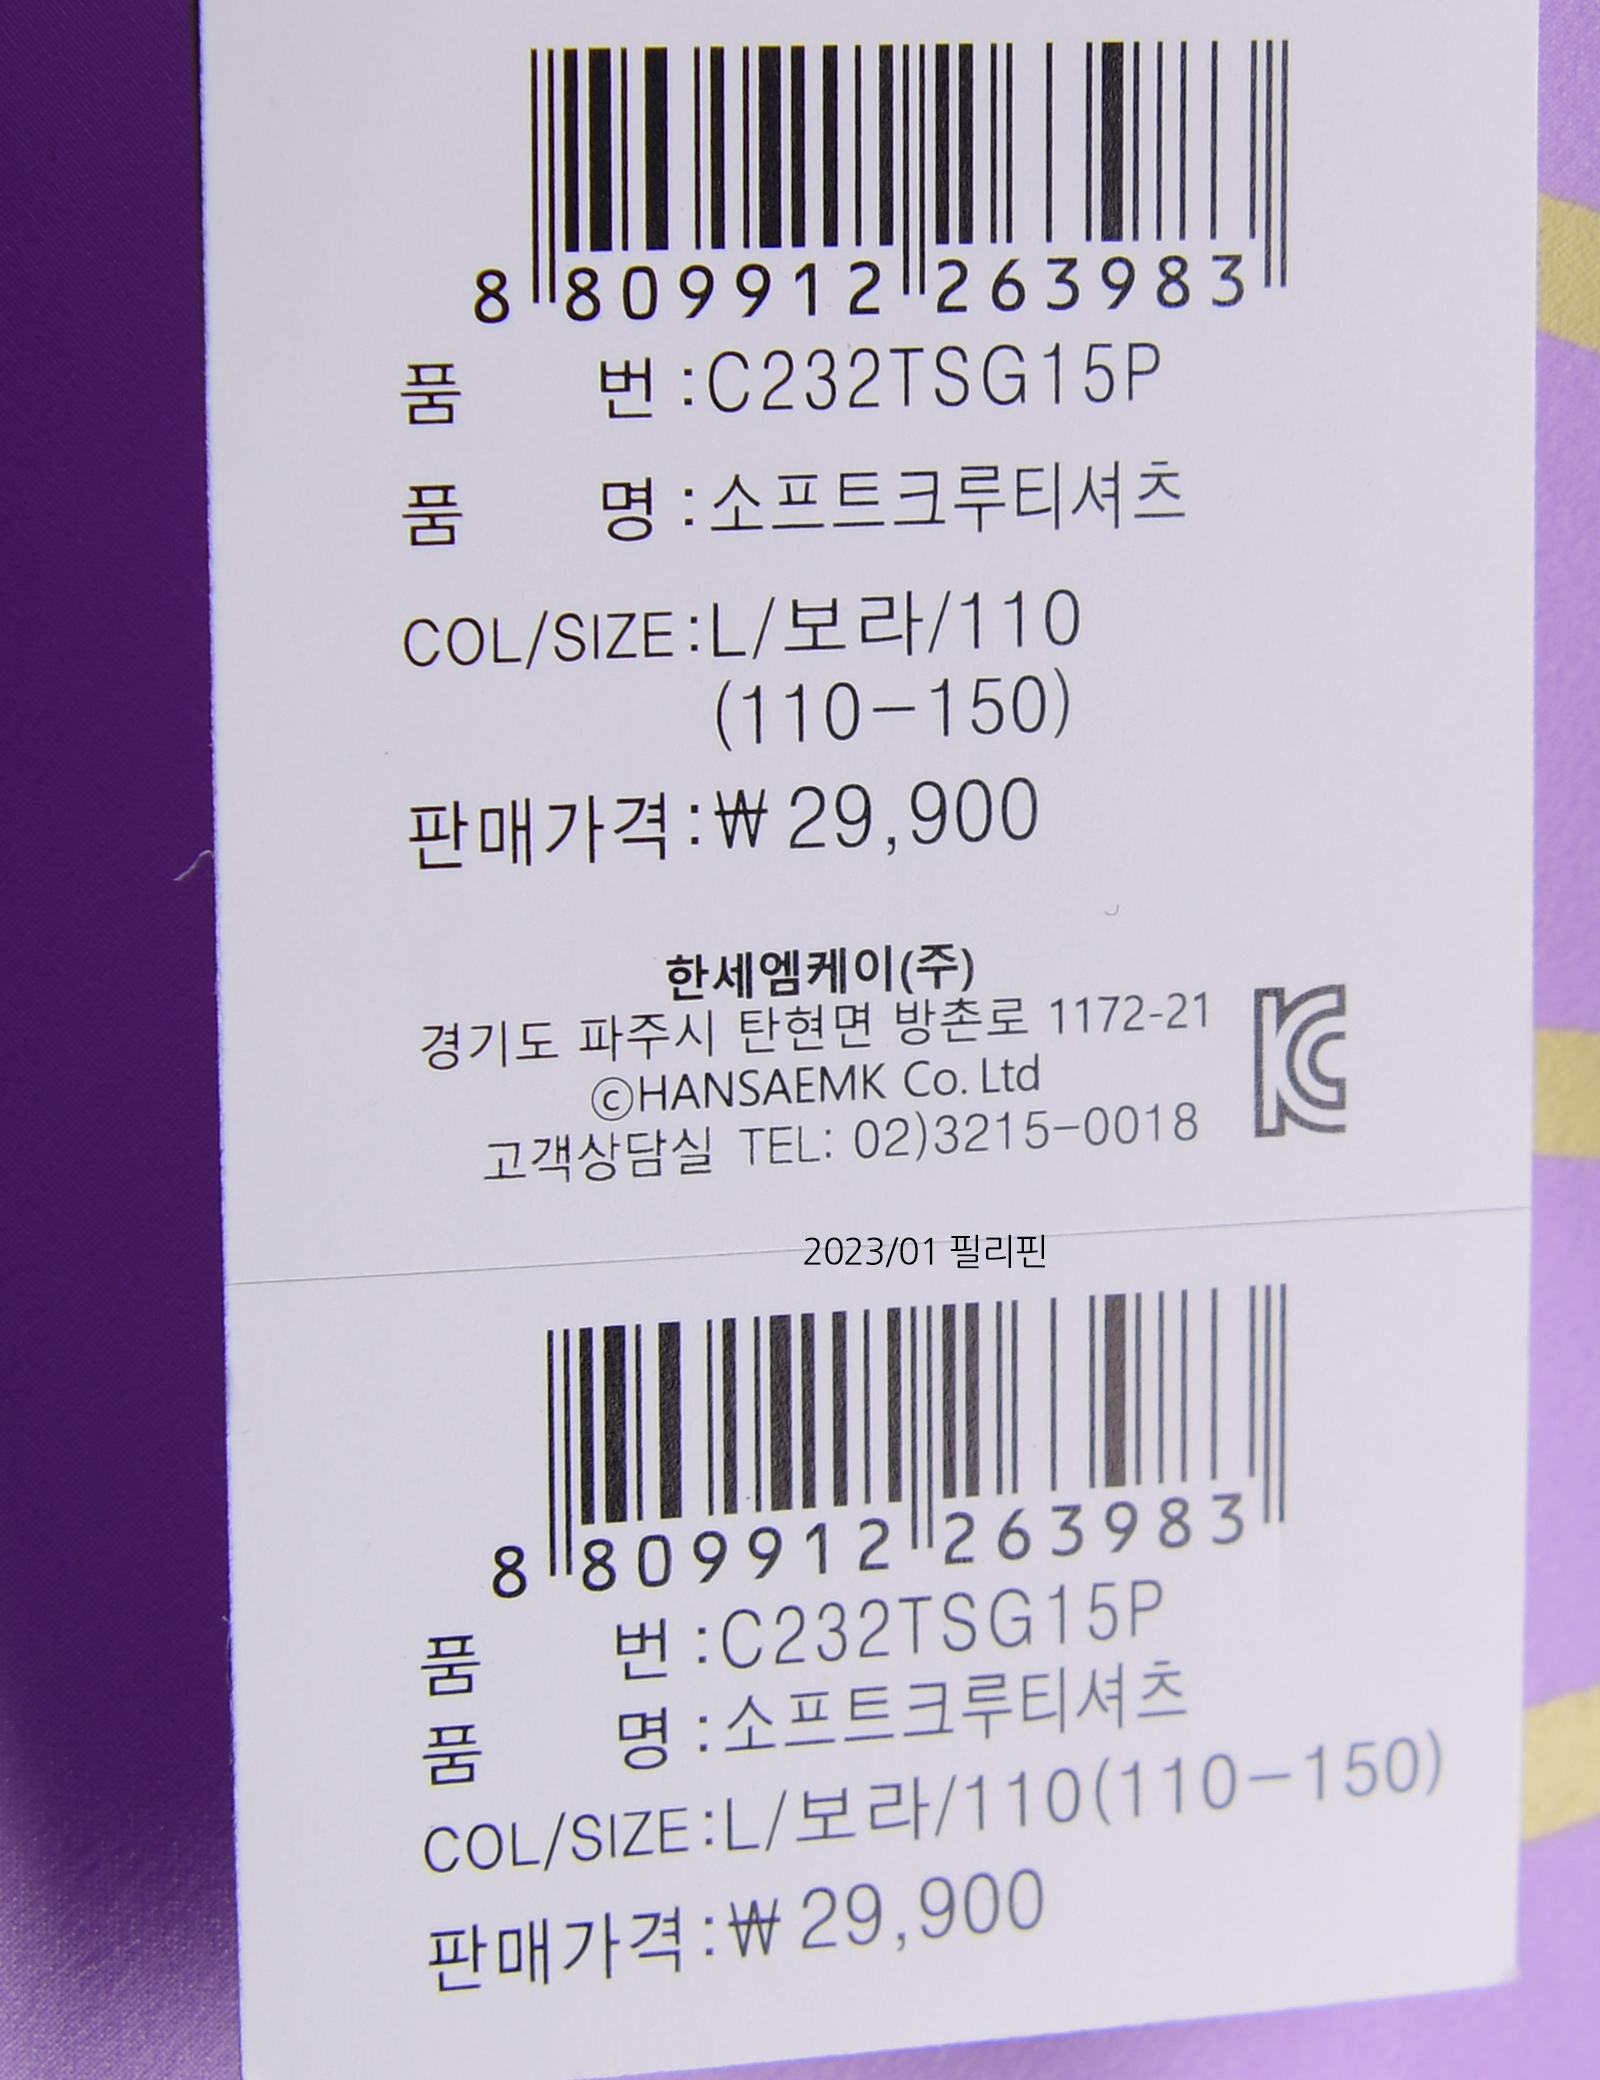 8 809912 263983
품 번 :C232TSG15P
품 명 :소프트크루티셔츠
COL/SIZE:L/보라/110
(110-150)
판매가격:₩29,900
한세엠케이(주)
경기도 파주시 탄현면 방촌로 1172-21
ⓒHANSAEMK Co. Ltd
고객상담실 TEL: 02)3215-0018
2023/01 필리핀
8 809912 263983
품 번 :C232TSG15P
품 명 :소프트크루티셔츠
COL/SIZE:L/보라/110(110-150)
판매가격:₩29,900